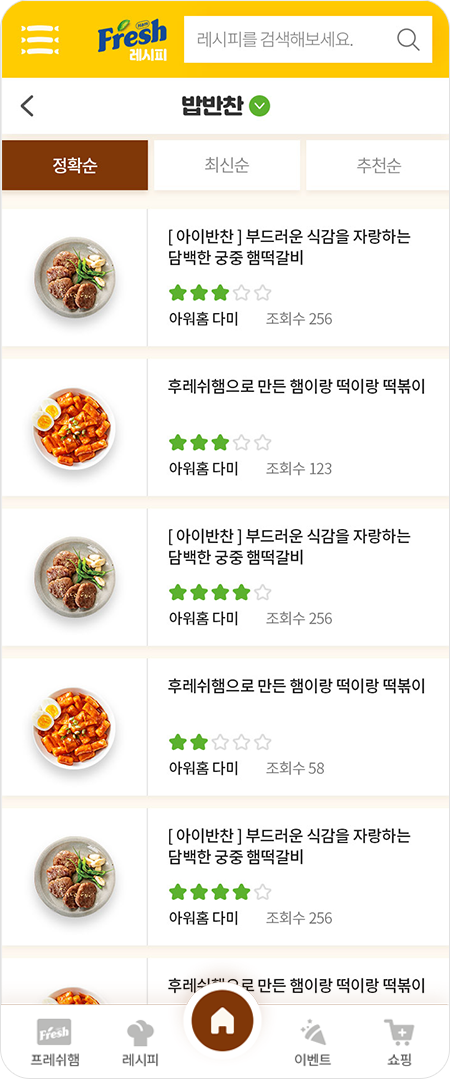 Ham
Fresh
레시피
레시피를 검색해보세요.
밥반찬
정확순 최신순 추천순
[ 아이반찬 ] 부드러운 식감을 자랑하는
담백한 궁중 햄떡갈비
아워홈 다미 조회수 256
후레쉬햄으로 만든 햄이랑 떡이랑 떡볶이
아워홈 다미 조회수 123
[ 아이반찬 ] 부드러운 식감을 자랑하는
담백한 궁중 햄떡갈비
아워홈 다미 조회수 256
후레쉬햄으로 만든 햄이랑 떡이랑 떡볶이
아워홈 다미 조회수 58
[ 아이반찬 ] 부드러운 식감을 자랑하는
담백한 궁중 햄떡갈비
아워홈 다미 조회수 256
후레쉬햄으로 만든 햄이랑 떡이랑 떡볶이
Fresh
프레쉬햄 레시피 이벤트 쇼핑